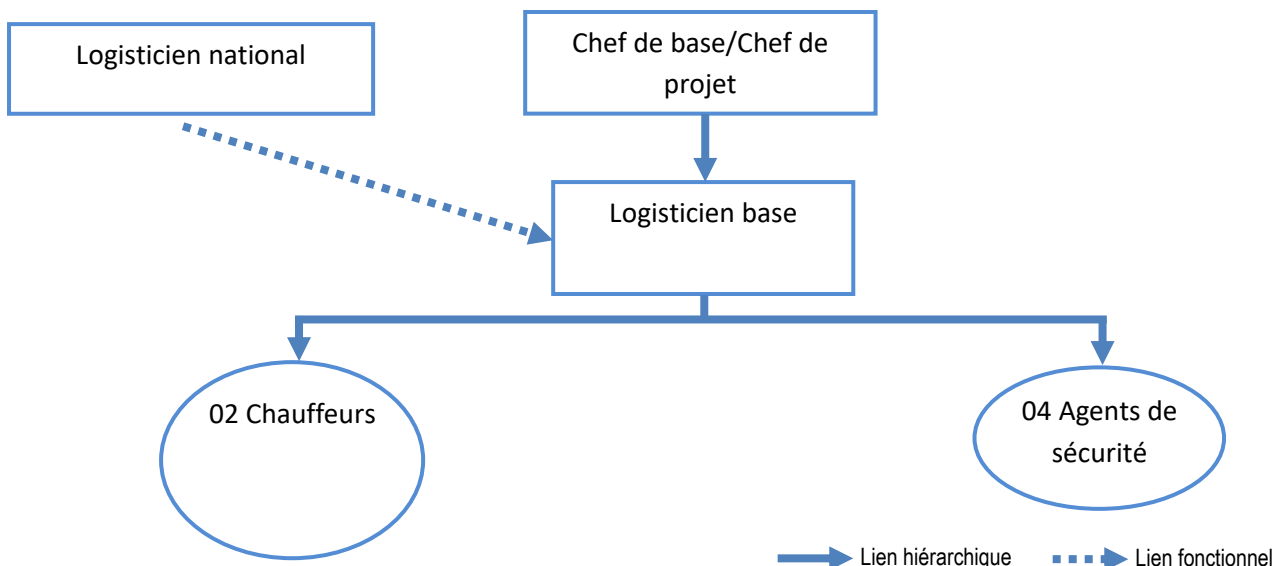 Logisticien national
Chef de base/Chef de
projet
Logisticien base
02 Chauffeurs
04 Agents de
sécurité
Lien hiérarchique
Lien fonctionnel